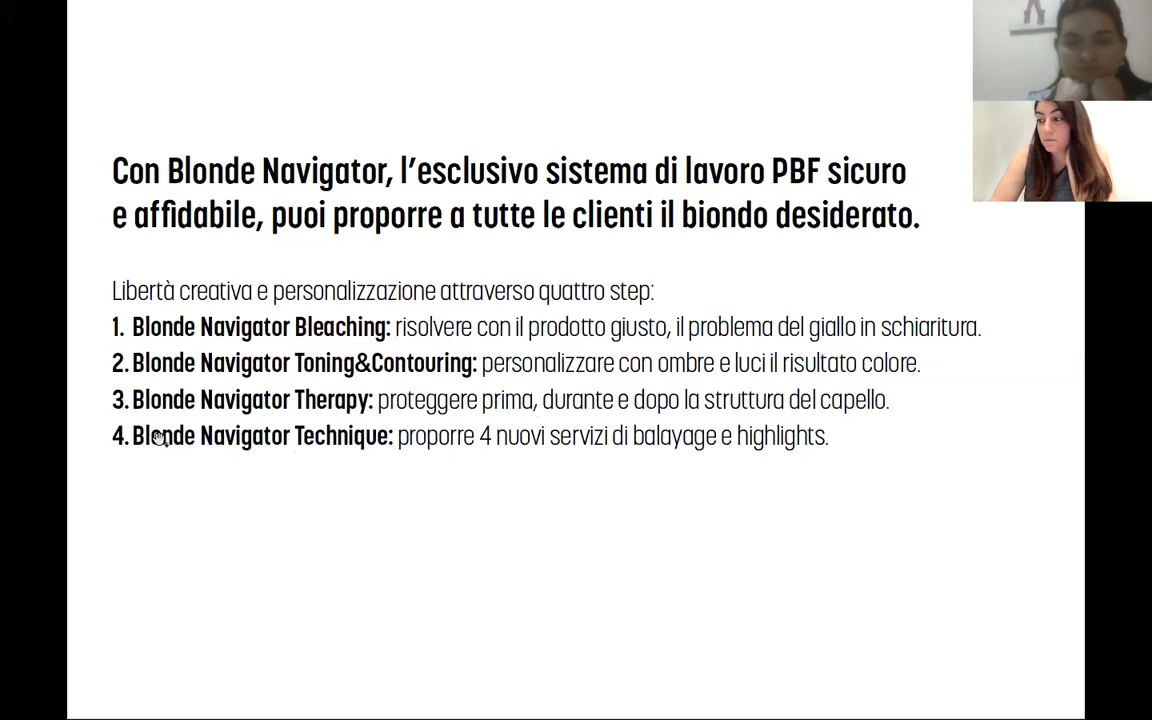 Con Blonde Navigator, l’esclusivo sistema di lavoro PBF sicuro
e affidabile, puoi proporre a tutte le clienti il biondo desiderato.
Libertà creativa e personalizzazione attraverso quattro step:
1. Blonde Navigator Bleaching: risolvere con il prodotto giusto, il problema del giallo in schiaritura.
2. Blonde Navigator Toning&Contouring: personalizzare con ombre e luci il risultato colore.
3. Blonde Navigator Therapy: proteggere prima, durante e dopo la struttura del capello.
4. Blonde Navigator Technique: proporre 4 nuovi servizi di balayage e highlights.